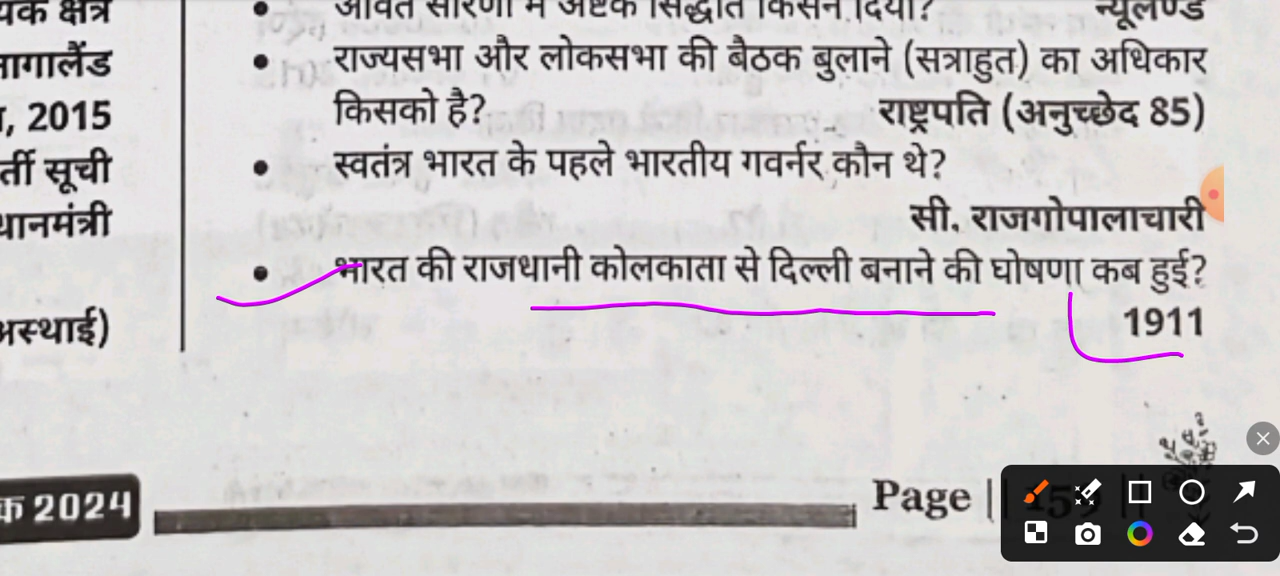 यक क्षेत्र
नागालैंड
, 2015
र्ती सूची
धानमंत्री
अस्थाई)
• आवर्त सारणी में अष्टक सिद्धांत किसने दिया? न्यूलैण्ड
• राज्यसभा और लोकसभा की बैठक बुलाने (सत्राहुत) का अधिकार
किसको है? राष्ट्रपति (अनुच्छेद 85)
• स्वतंत्र भारत के पहले भारतीय गवर्नर कौन थे?
सी. राजगोपालाचारी
• भारत की राजधानी कोलकाता से दिल्ली बनाने की घोषणा कब हुई?
1911
क 2024
Page || 159 ||